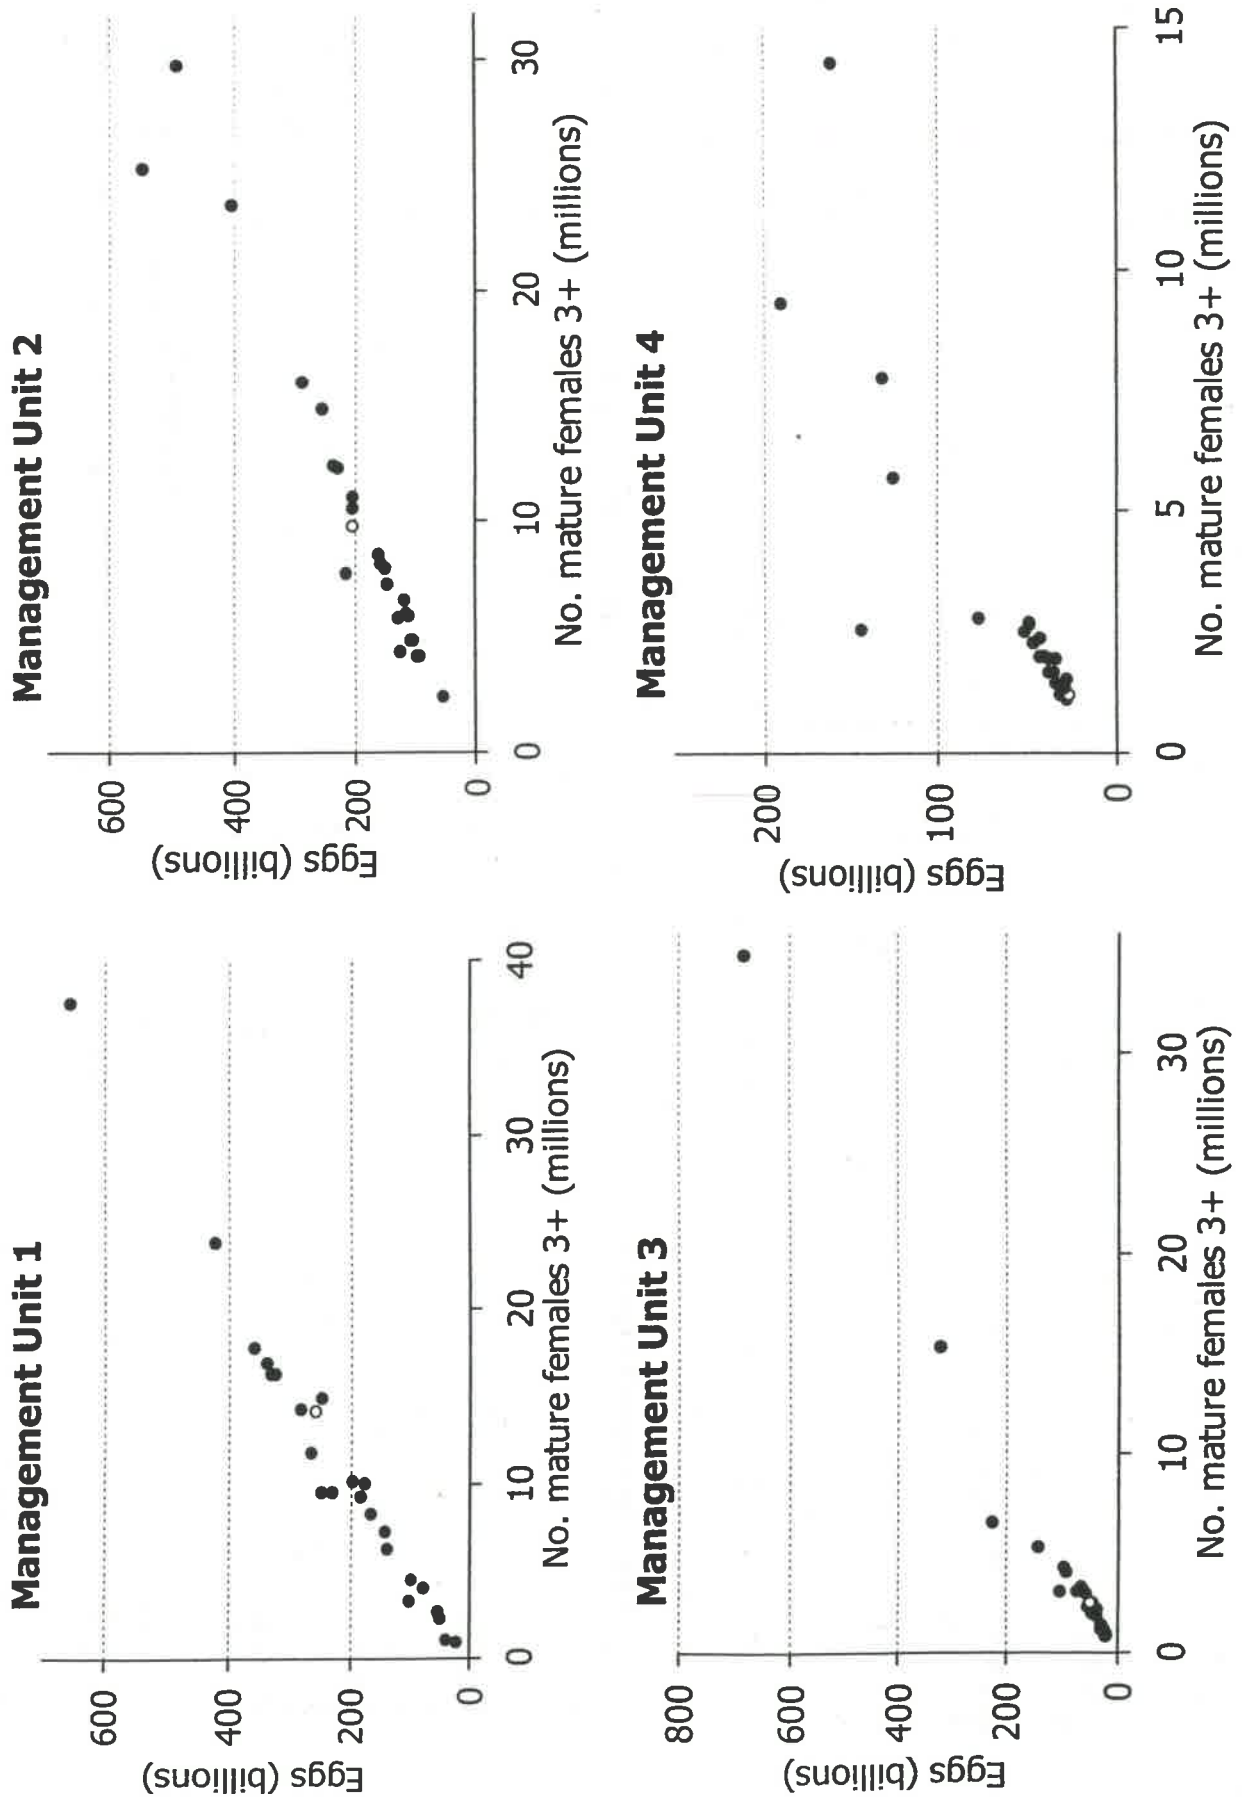 Management Unit 1
Eggs (billions)
600
400
200
0
0
10
20
30
40
No. mature females 3+ (millions)
Management Unit 2
Eggs (billions)
600
400
200
0
0
10
20
30
No. mature females 3+ (millions)
Management Unit 3
Eggs (billions)
800
600
400
200
0
0
10
20
30
No. mature females 3+ (millions)
Management Unit 4
Eggs (billions)
200
100
0
0
5
10
15
No. mature females 3+ (millions)